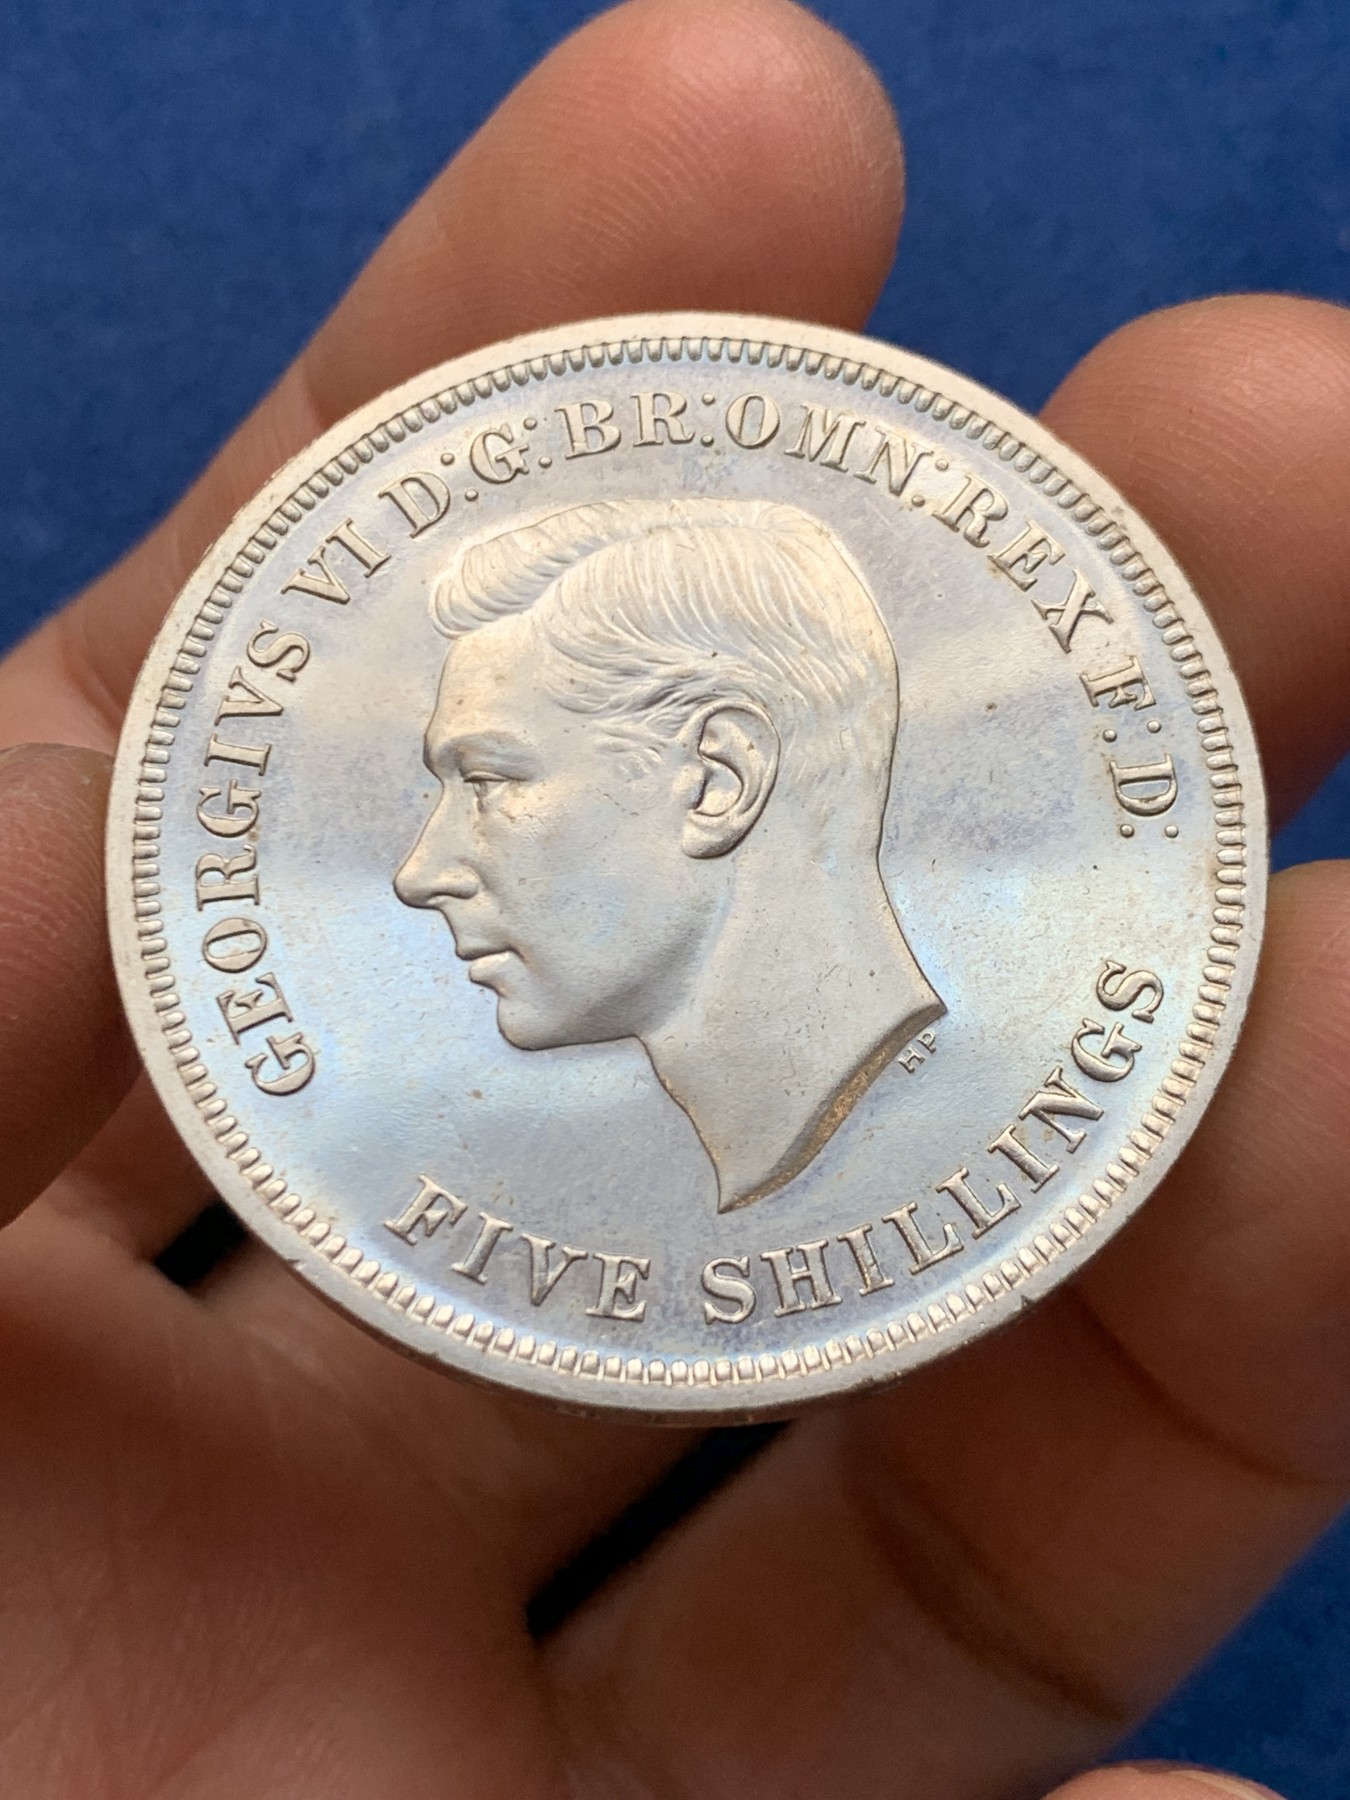 GEORGIVS VI D:G:BR:OMN:REX F:D:
HP
FIVE SHILLINGS